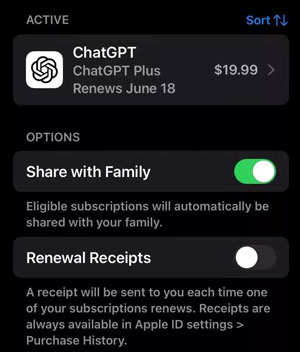 ACTIVE
Sort
ChatGPT
ChatGPT Plus
$19.99
Renews June 18
OPTIONS
Share with Family
Eligible subscriptions will automatically be
shared with your family.
Renewal Receipts
A receipt will be sent to you each time one
of your subscriptions renews. Receipts are
always available in Apple ID settings >
Purchase History.